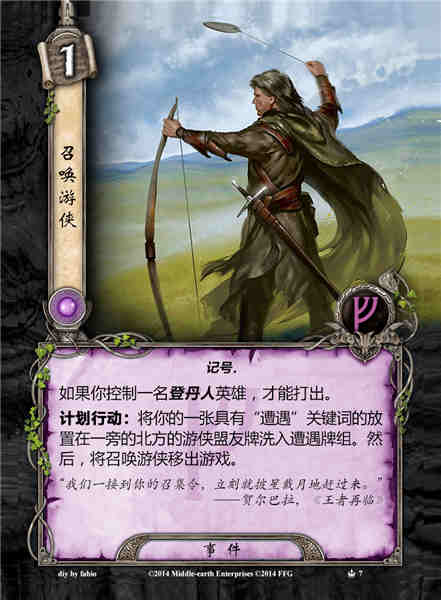 1
召唤游侠
记号.
如果你控制一名登丹人英雄，才能打出。
计划行动：将你的一张具有“遭遇”关键词的放
置在一旁的北方的游侠盟友牌洗入遭遇牌组。然
后，将召唤游侠移出游戏。
“我们一接到你的召集令，立刻就披星戴月地赶过来。”
——贺尔巴拉，《王者再临》
事件
diy by fabio ©2014 Middle-earth Enterprises ©2014 FFG 7